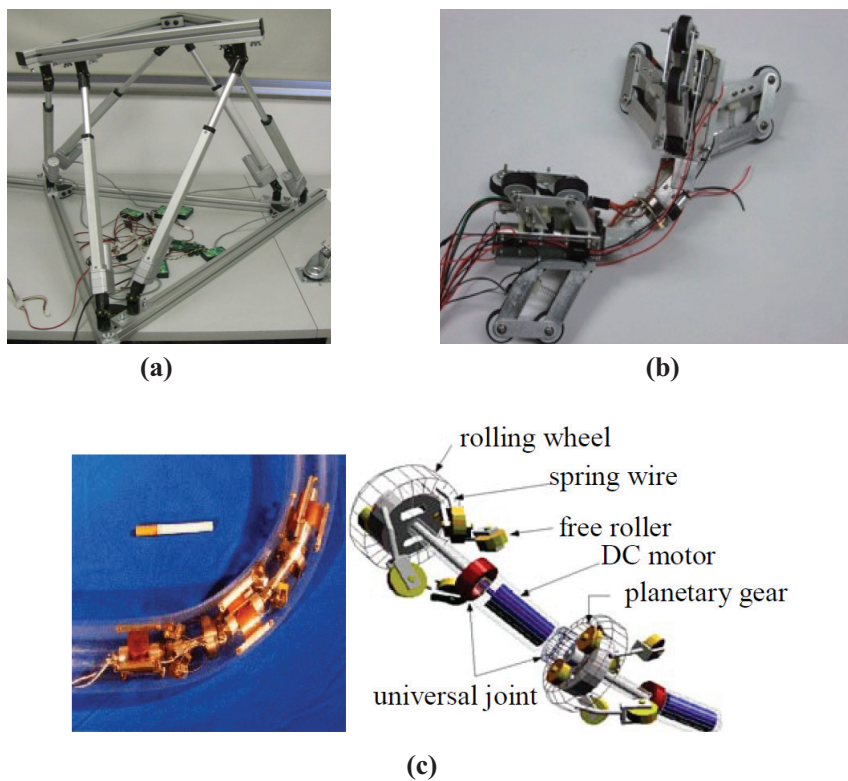 (a)
(b)
rolling wheel
spring wire
free roller
DC motor
planetary gear
universal joint
(c)